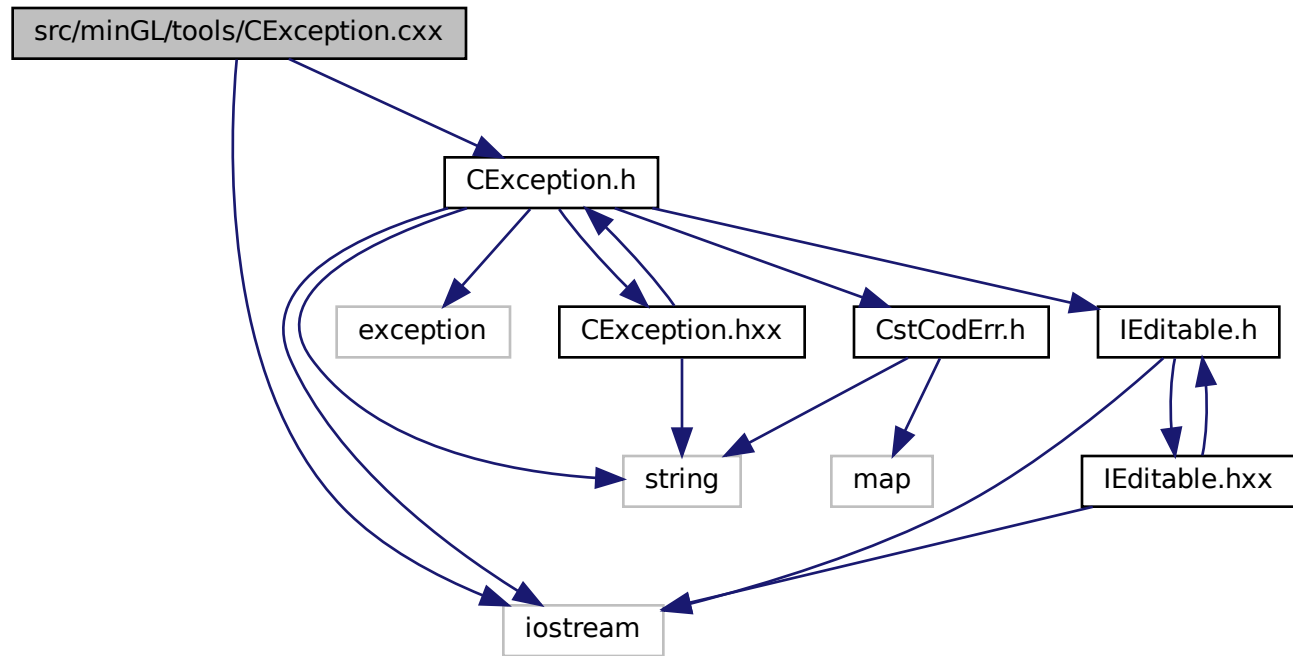 src/minGL/tools/CException.cxx
CException.h
exception
CException.hxx
CstCodErr.h
IEditable.h
string
map
IEditable.hxx
iostream